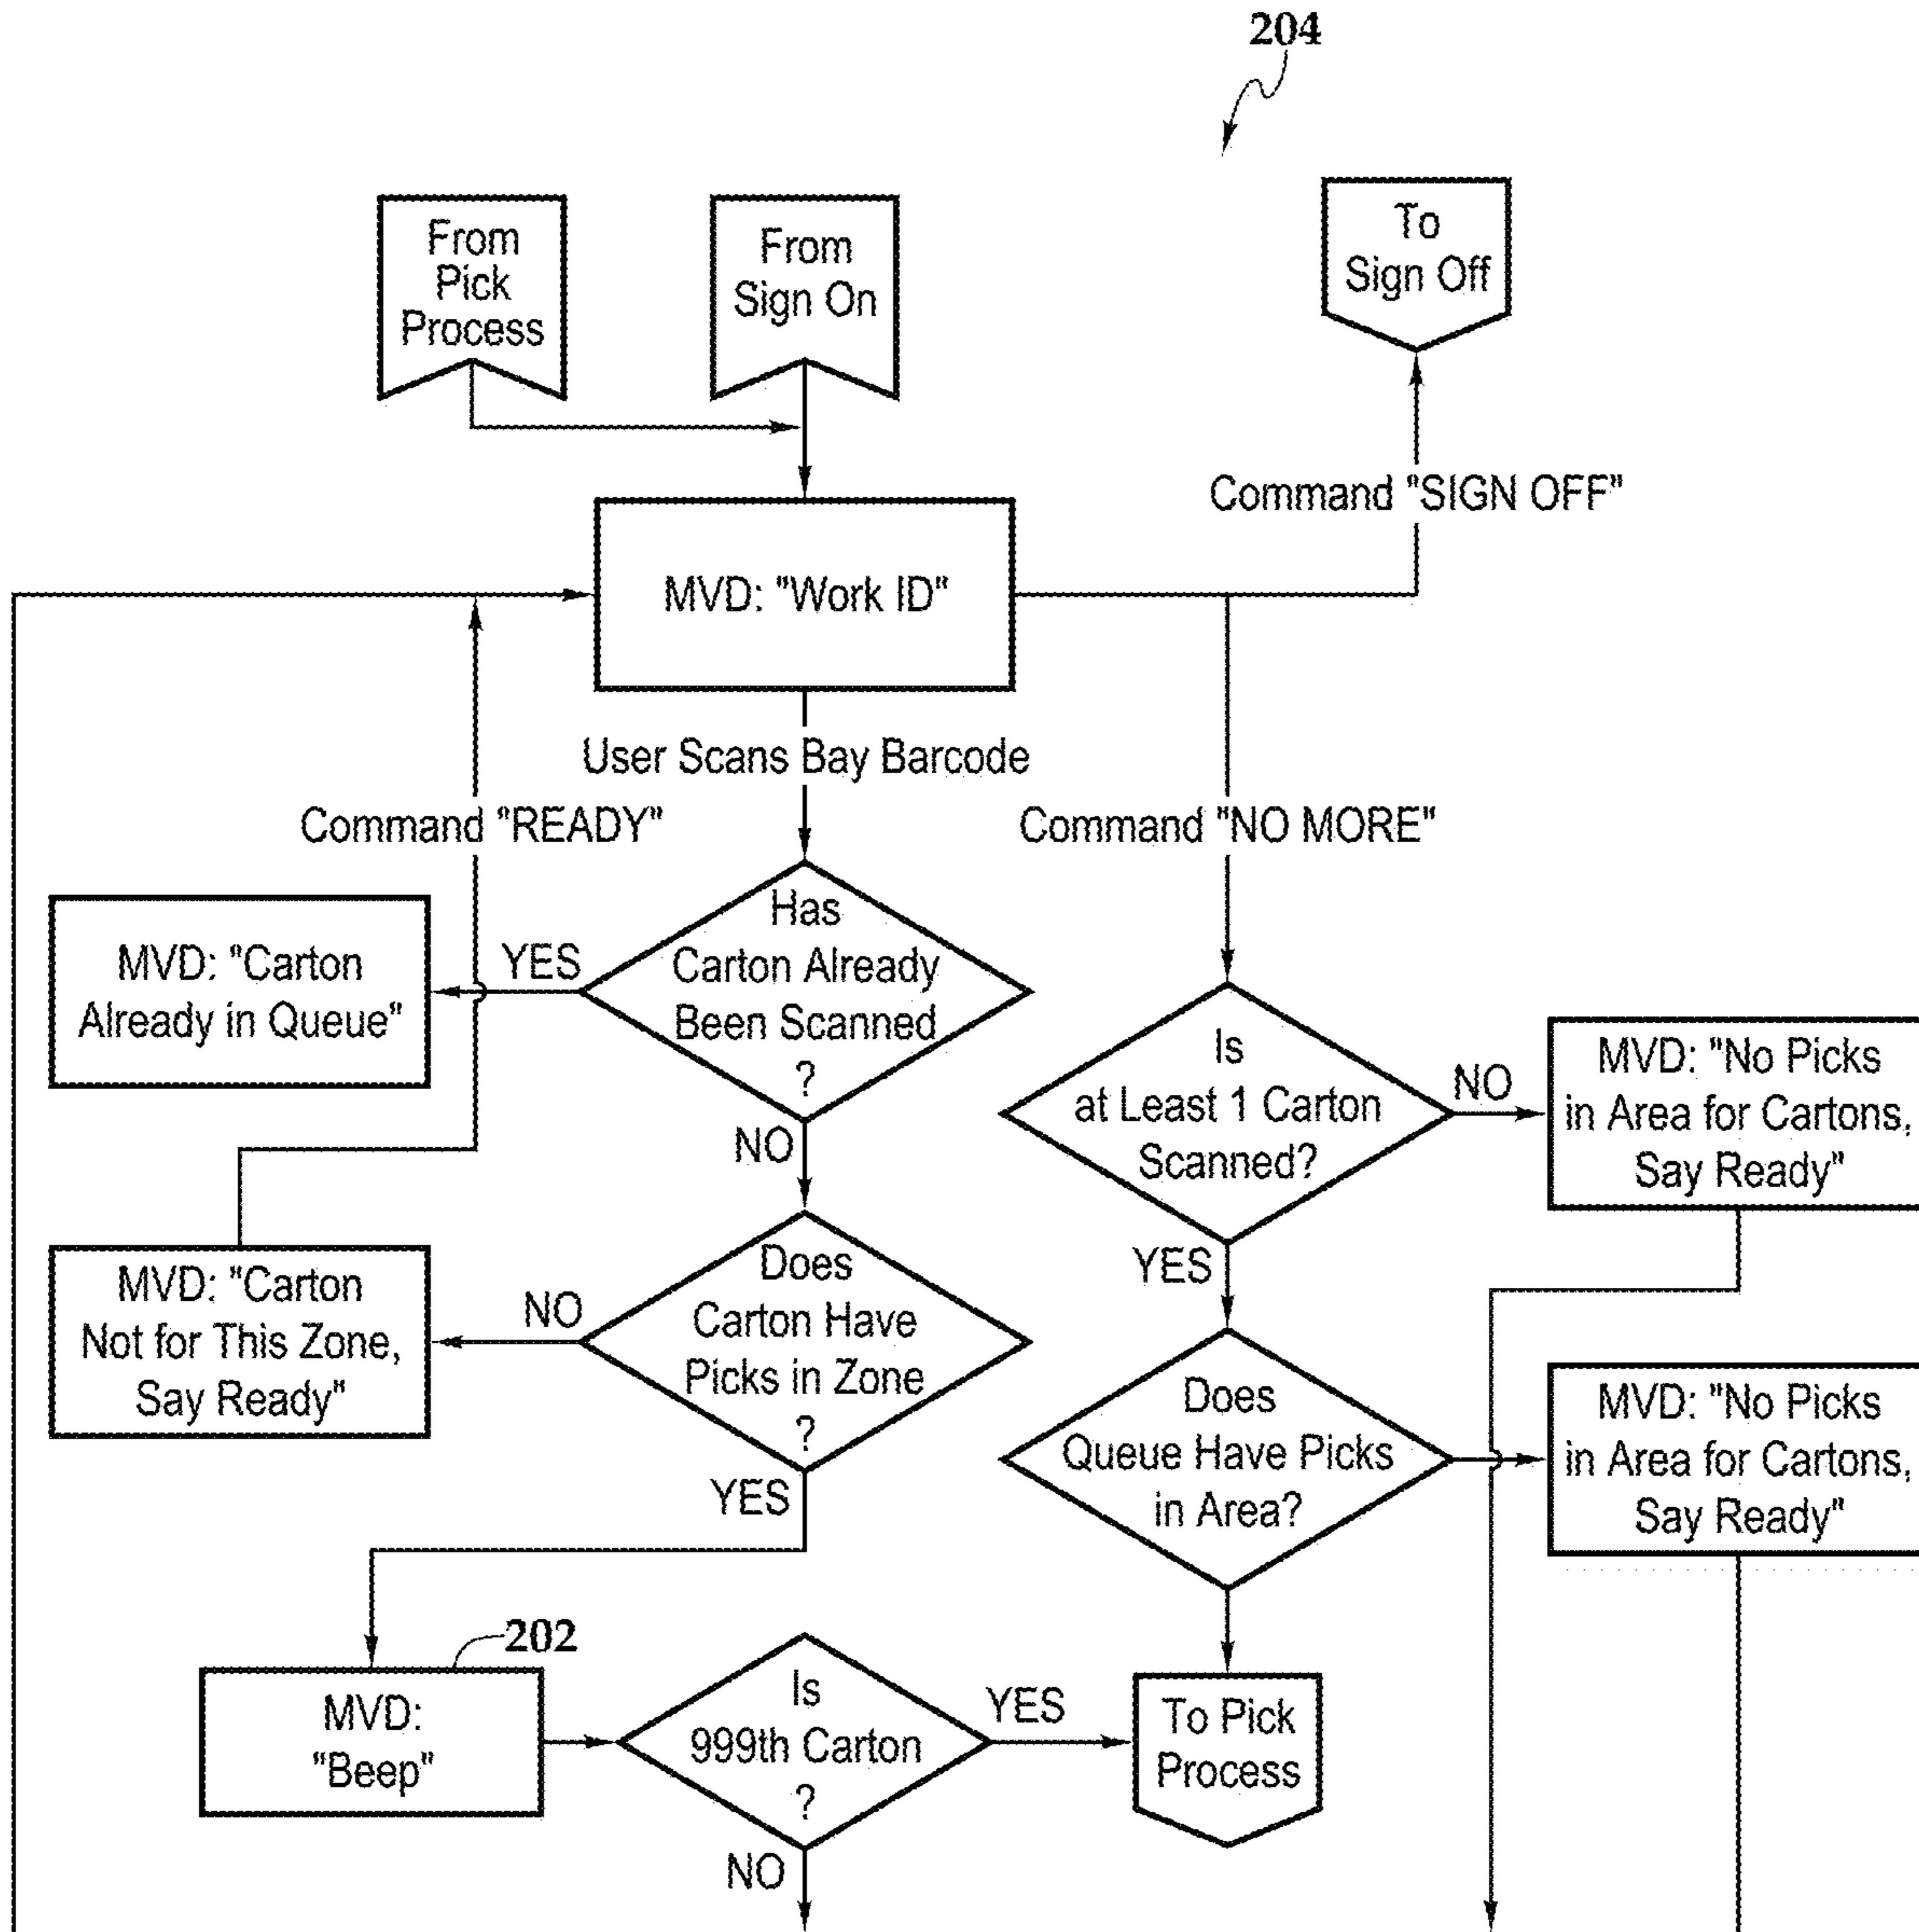 204
From
Pick
Process
From
Sign On
To
Sign Off
Command "SIGN OFF"
MVD: "Work ID"
User Scans Bay Barcode
Command "READY"
Command "NO MORE"
Has
Carton Already
Been Scanned
?
YES
MVD: "Carton
Already in Queue"
NO
Is
at Least 1 Carton
Scanned?
NO
MVD: "No Picks
in Area for Cartons,
Say Ready"
YES
Does
Carton Have
Picks in Zone
?
NO
MVD: "Carton
Not for This Zone,
Say Ready"
YES
Does
Queue Have Picks
in Area?
MVD: "No Picks
in Area for Cartons,
Say Ready"
202
MVD:
"Beep"
Is
999th Carton
?
YES
To Pick
Process
NO